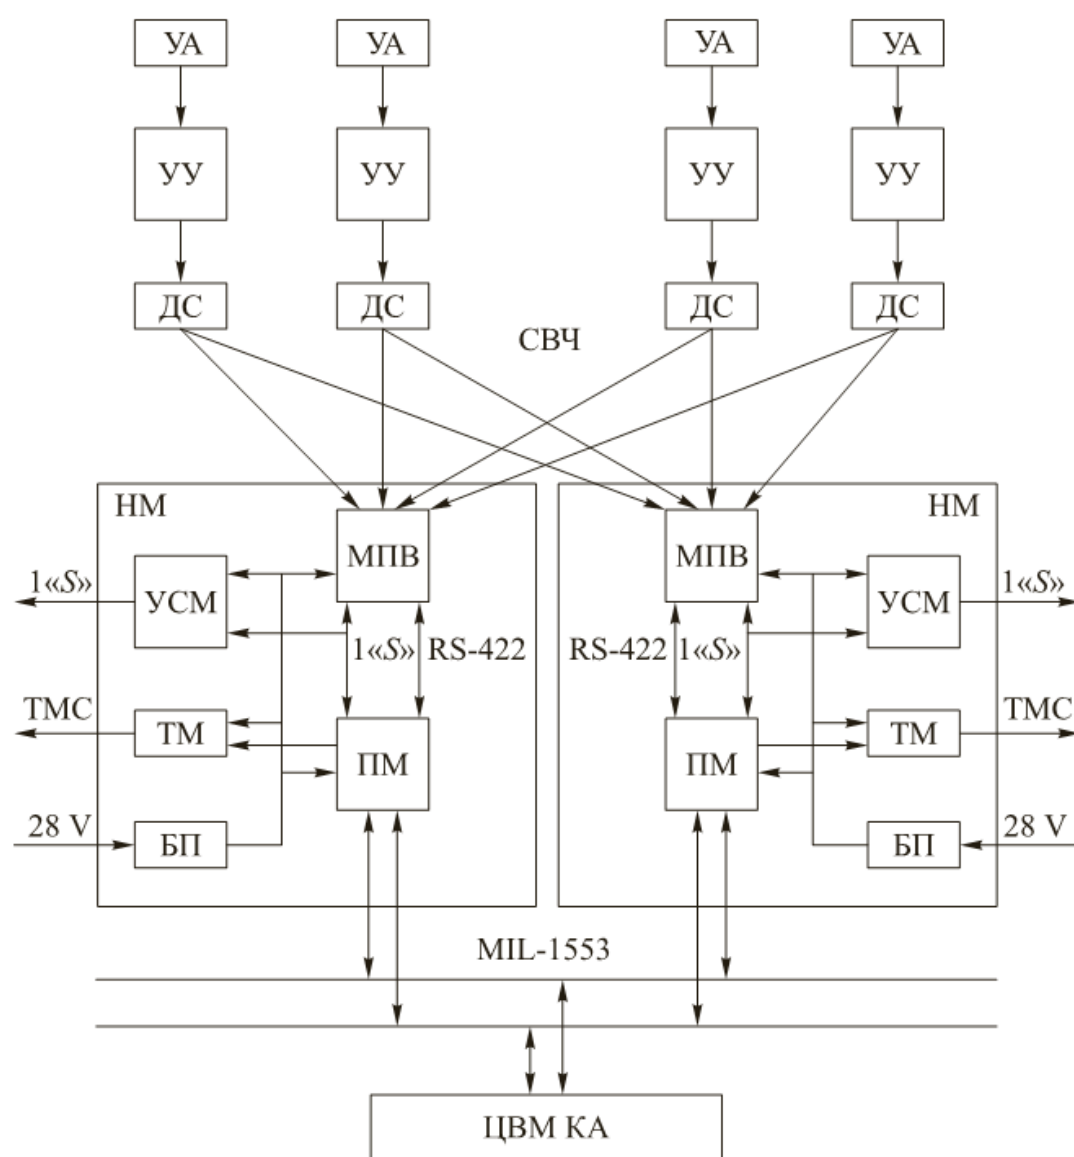 УА УА УА УА
УУ УУ УУ УУ
ДС ДС ДС ДС
СВЧ
НМ НМ
МПВ МПВ
1«S» УСМ УСМ 1«S»
1«S» RS-422 RS-422 1«S»
ТМС ТМ ТМ ТМС
ПМ ПМ
28 V БП БП 28 V
MIL-1553
ЦВМ КА